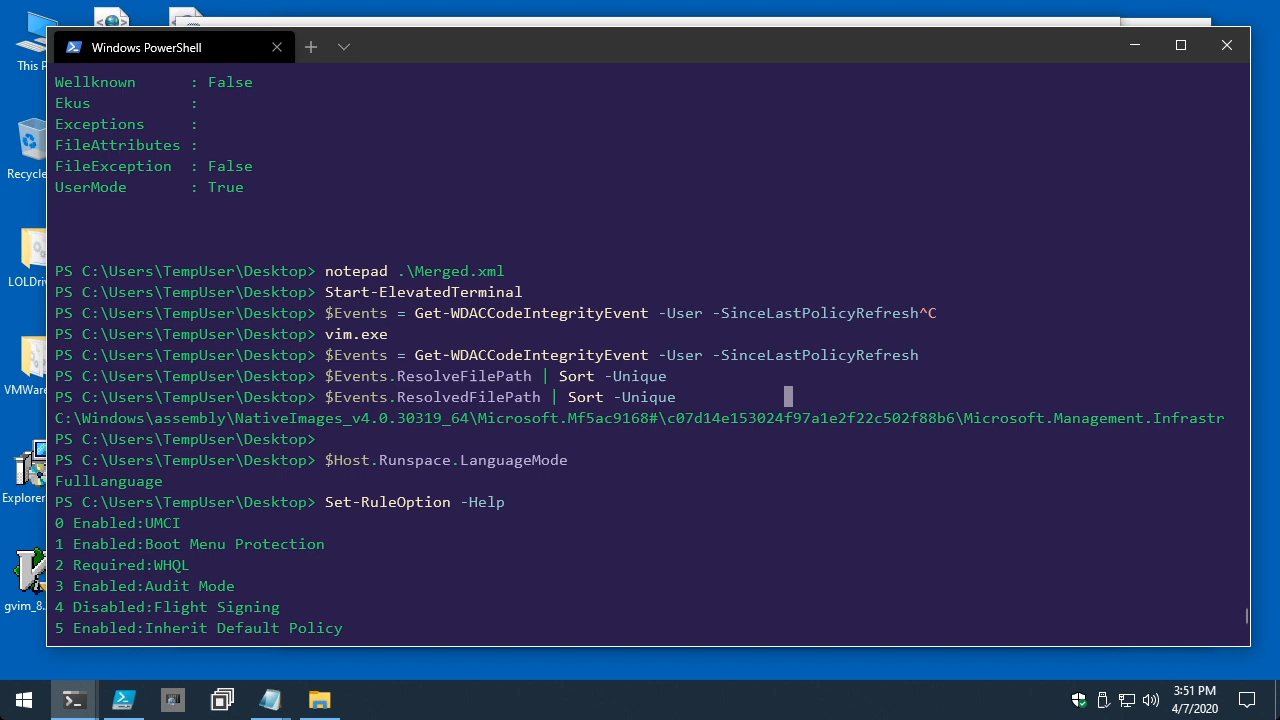 This P
Recycle
LOLDriv
VMWare
Explorer
gvim_8.
Windows PowerShell
Wellknown : False
Ekus :
Exceptions :
FileAttributes :
FileException : False
UserMode : True
PS C:\Users\TempUser\Desktop> notepad .\Merged.xml
PS C:\Users\TempUser\Desktop> Start-ElevatedTerminal
PS C:\Users\TempUser\Desktop> $Events = Get-WDACCodeIntegrityEvent -User -SinceLastPolicyRefresh^C
PS C:\Users\TempUser\Desktop> vim.exe
PS C:\Users\TempUser\Desktop> $Events = Get-WDACCodeIntegrityEvent -User -SinceLastPolicyRefresh
PS C:\Users\TempUser\Desktop> $Events.ResolveFilePath | Sort -Unique
PS C:\Users\TempUser\Desktop> $Events.ResolvedFilePath | Sort -Unique
C:\Windows\assembly\NativeImages_v4.0.30319_64\Microsoft.Mf5ac9168#\c07d14e153024f97a1e2f22c502f88b6\Microsoft.Management.Infrastr
PS C:\Users\TempUser\Desktop>
PS C:\Users\TempUser\Desktop> $Host.Runspace.LanguageMode
FullLanguage
PS C:\Users\TempUser\Desktop> Set-RuleOption -Help
0 Enabled:UMCI
1 Enabled:Boot Menu Protection
2 Required:WHQL
3 Enabled:Audit Mode
4 Disabled:Flight Signing
5 Enabled:Inherit Default Policy
3:51 PM
4/7/2020